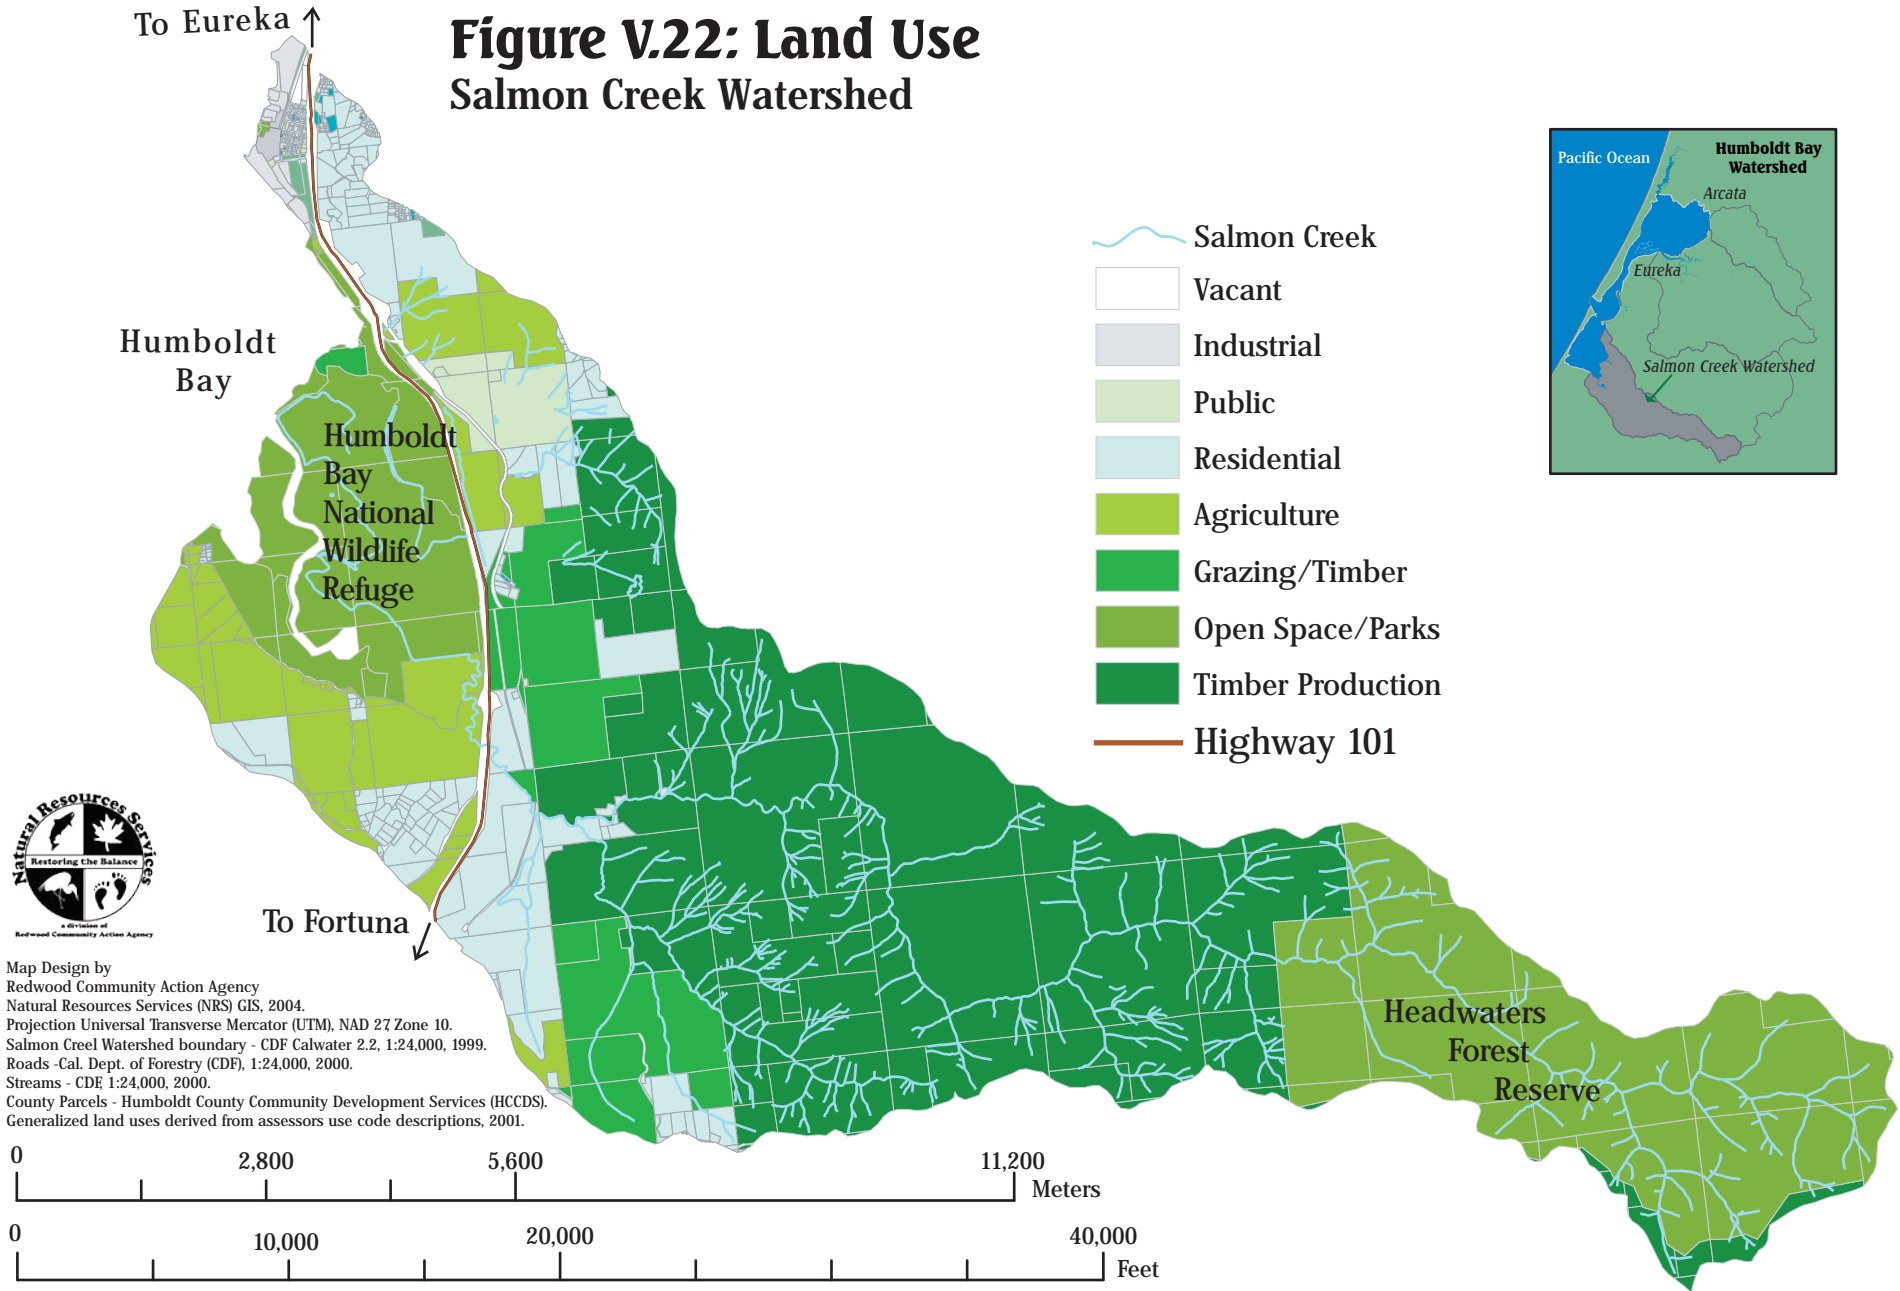 To Eureka
Figure V.22: Land Use
Salmon Creek Watershed
Pacific Ocean
Humboldt Bay
Watershed
Arcata
Eureka
Salmon Creek Watershed
Salmon Creek
Vacant
Industrial
Public
Residential
Agriculture
Grazing/Timber
Open Space/Parks
Timber Production
Highway 101
Humboldt
Bay
Humboldt
Bay
National
Wildlife
Refuge
Headwaters
Forest
Reserve
To Fortuna
Natural Resources Services
Restoring the Balance
a division of
Redwood Community Action Agency
Map Design by
Redwood Community Action Agency
Natural Resources Services (NRS) GIS, 2004.
Projection Universal Transverse Mercator (UTM), NAD 27, Zone 10.
Salmon Creel Watershed boundary - CDF Calwater 2.2, 1:24,000, 1999.
Roads -Cal. Dept. of Forestry (CDF), 1:24,000, 2000.
Streams - CDF, 1:24,000, 2000.
County Parcels - Humboldt County Community Development Services (HCCDS).
Generalized land uses derived from assessors use code descriptions, 2001.
0 2,800 5,600 11,200
Meters
0 10,000 20,000 40,000
Feet